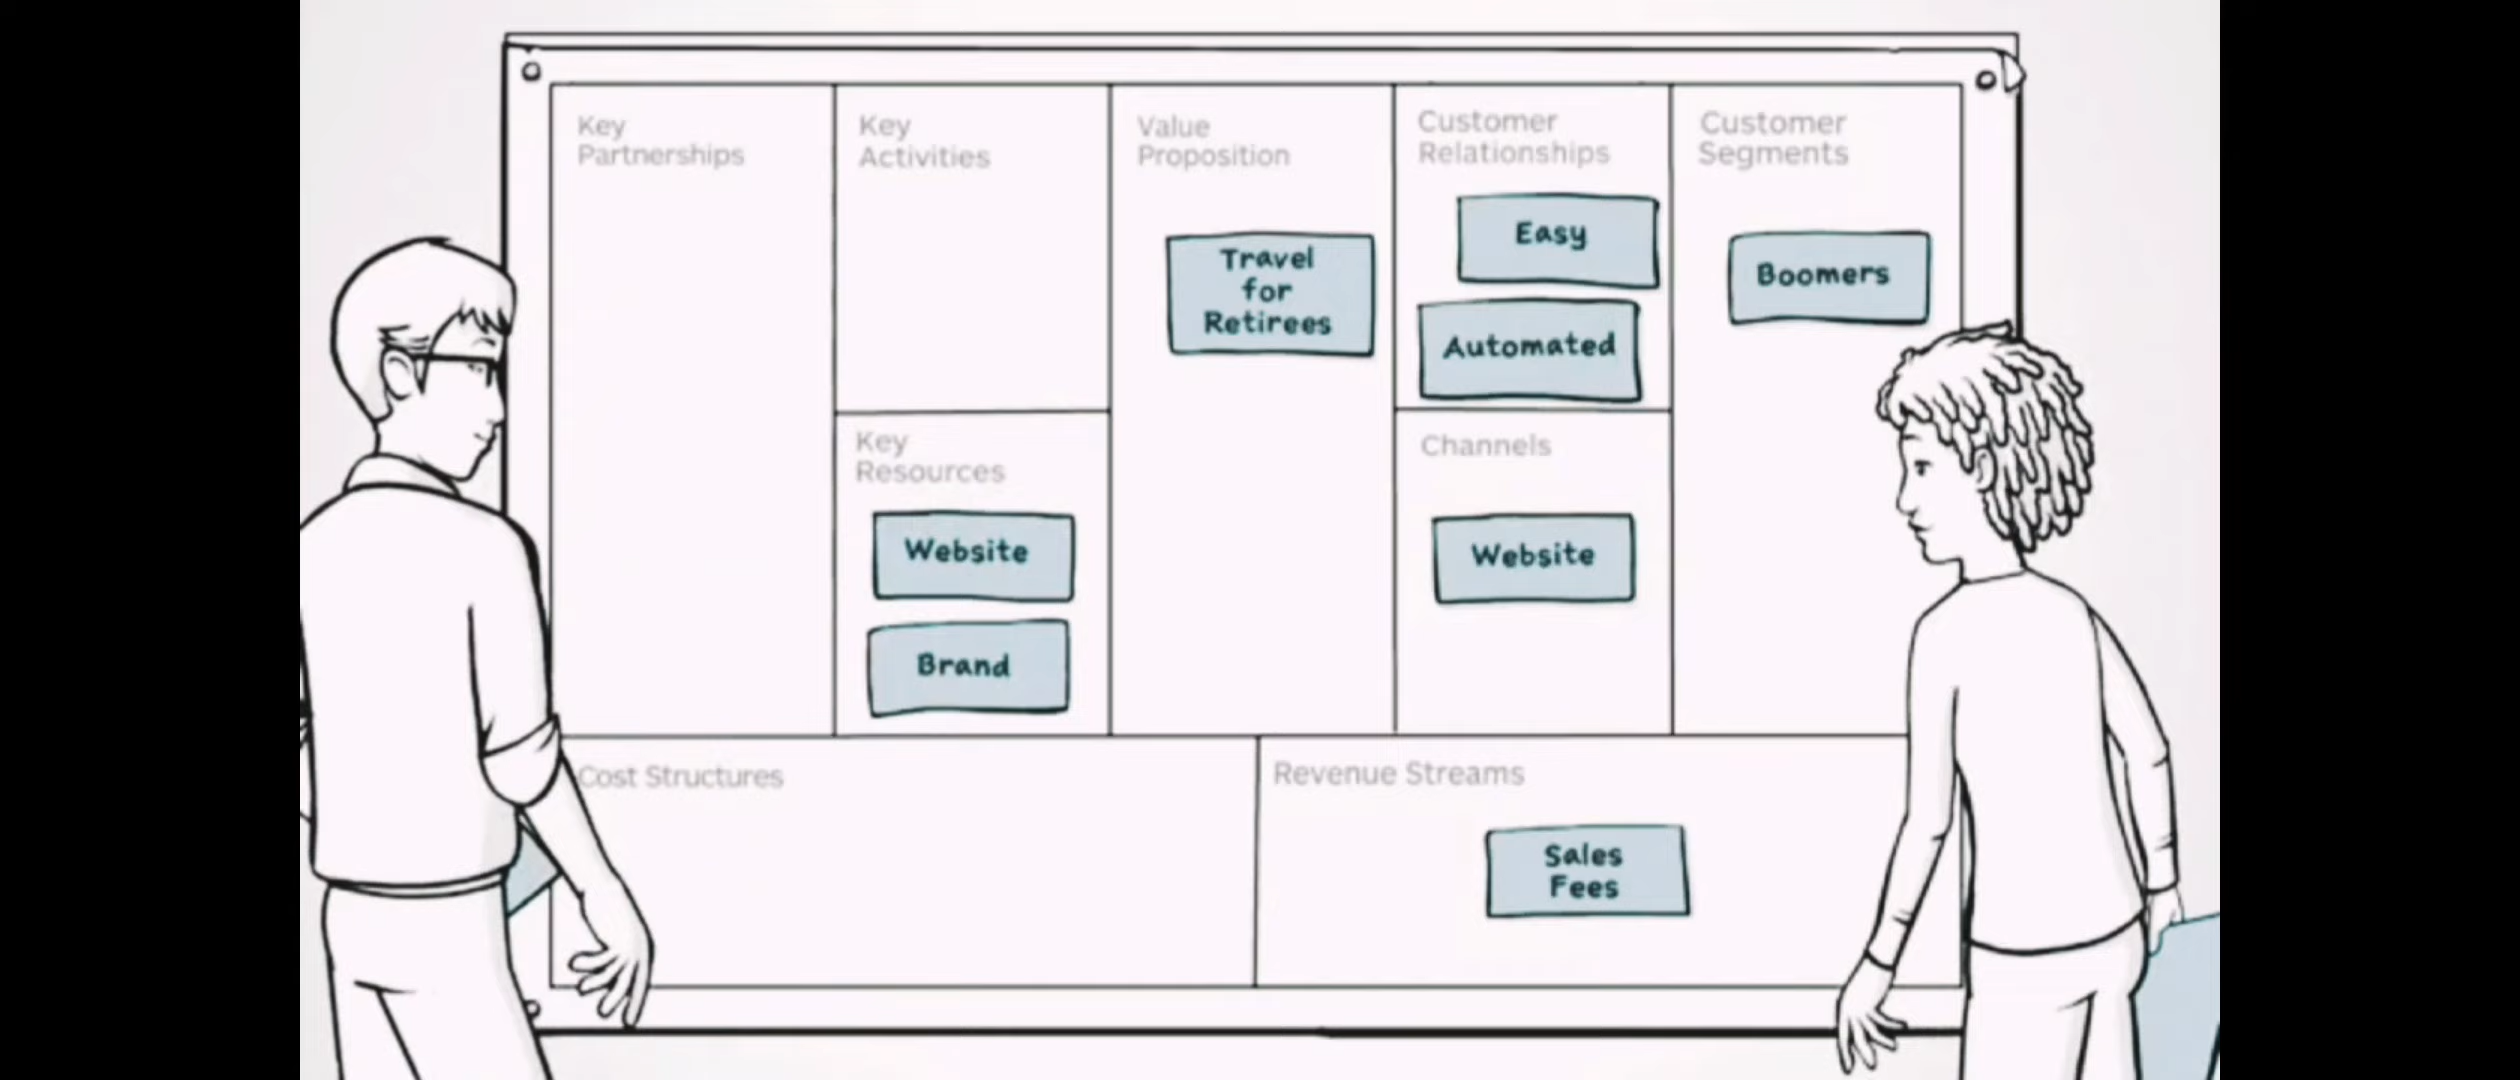 Key
Partnerships
Key
Activities
Value
Proposition
Travel
for
Retirees
Customer
Relationships
Easy
Automated
Customer
Segments
Boomers
Key
Resources
Website
Brand
Channels
Website
Cost Structures
Revenue Streams
Sales
Fees